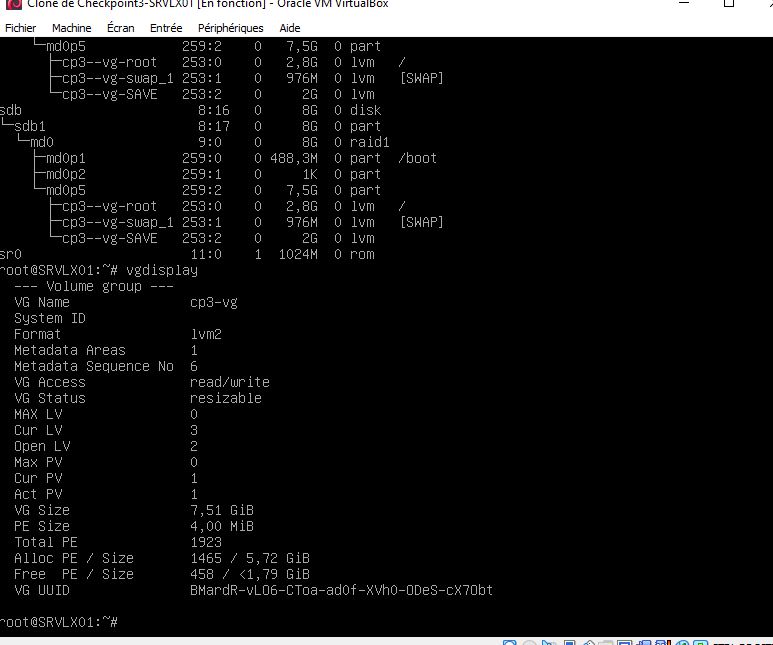 Clone de Checkpoint3-SRVLX01 [En fonction] - Oracle VM VirtualBox
Fichier Machine Écran Entrée Périphériques Aide
└─md0p5 259:2 0 7,5G 0 part
├─cp3--vg-root 253:0 0 2,8G 0 lvm /
├─cp3--vg-swap_1 253:1 0 976M 0 lvm [SWAP]
└─cp3--vg-SAVE 253:2 0 2G 0 lvm
sdb 8:16 0 8G 0 disk
└─sdb1 8:17 0 8G 0 part
└─md0 9:0 0 8G 0 raid1
├─md0p1 259:0 0 488,3M 0 part /boot
├─md0p2 259:1 0 1K 0 part
└─md0p5 259:2 0 7,5G 0 part
├─cp3--vg-root 253:0 0 2,8G 0 lvm /
├─cp3--vg-swap_1 253:1 0 976M 0 lvm [SWAP]
└─cp3--vg-SAVE 253:2 0 2G 0 lvm
sr0 11:0 1 1024M 0 rom
root@SRVLX01:~# vgdisplay
--- Volume group ---
VG Name cp3-vg
System ID
Format lvm2
Metadata Areas 1
Metadata Sequence No 6
VG Access read/write
VG Status resizable
MAX LV 0
Cur LV 3
Open LV 2
Max PV 0
Cur PV 1
Act PV 1
VG Size 7,51 GiB
PE Size 4,00 MiB
Total PE 1923
Alloc PE / Size 1465 / 5,72 GiB
Free PE / Size 458 / <1,79 GiB
VG UUID BMardR-vLO6-CToa-ad0f-XVh0-ODeS-cX7Obt
root@SRVLX01:~#